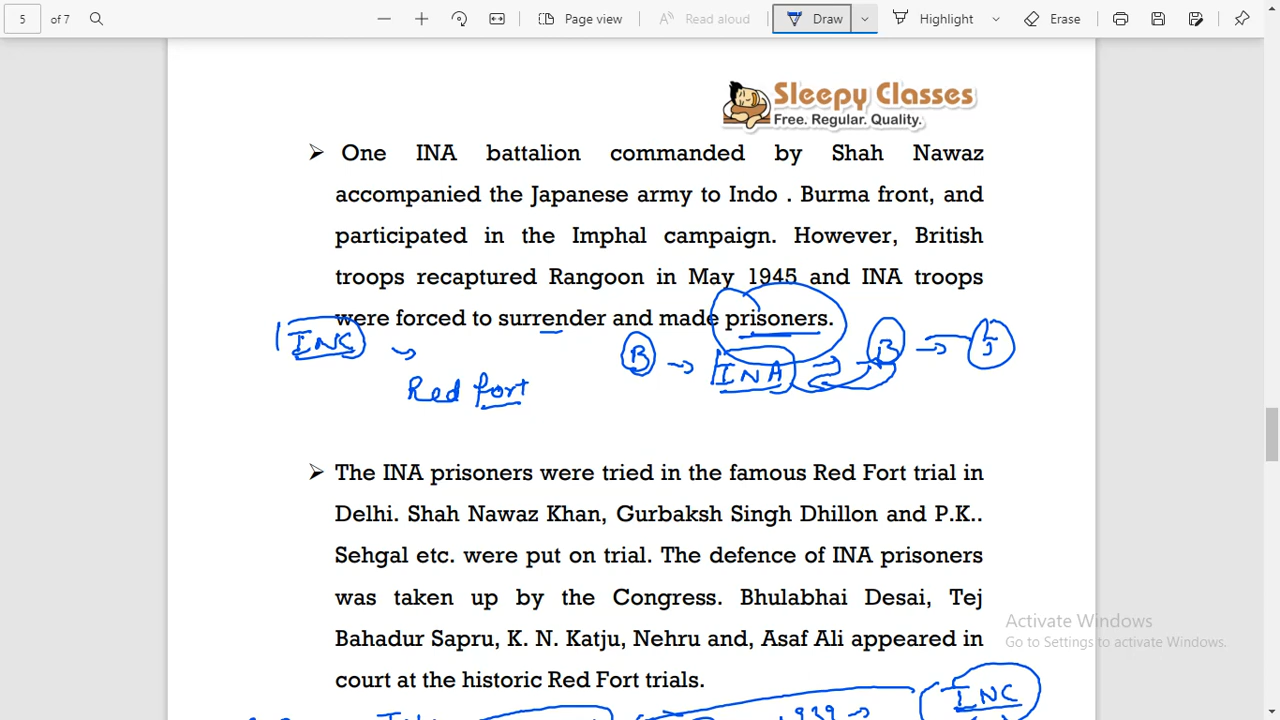 5 of 7 Page view Read aloud Draw Highlight Erase
Sleepy Classes
Free. Regular. Quality.
➢ One INA battalion commanded by Shah Nawaz
accompanied the Japanese army to Indo . Burma front, and
participated in the Imphal campaign. However, British
troops recaptured Rangoon in May 1945 and INA troops
were forced to surrender and made prisoners.
INC B → INA → B →
Red fort
➢ The INA prisoners were tried in the famous Red Fort trial in
Delhi. Shah Nawaz Khan, Gurbaksh Singh Dhillon and P.K..
Sehgal etc. were put on trial. The defence of INA prisoners
was taken up by the Congress. Bhulabhai Desai, Tej
Bahadur Sapru, K. N. Katju, Nehru and, Asaf Ali appeared in
court at the historic Red Fort trials.
Activate Windows
Go to Settings to activate Windows.
1939 → INC